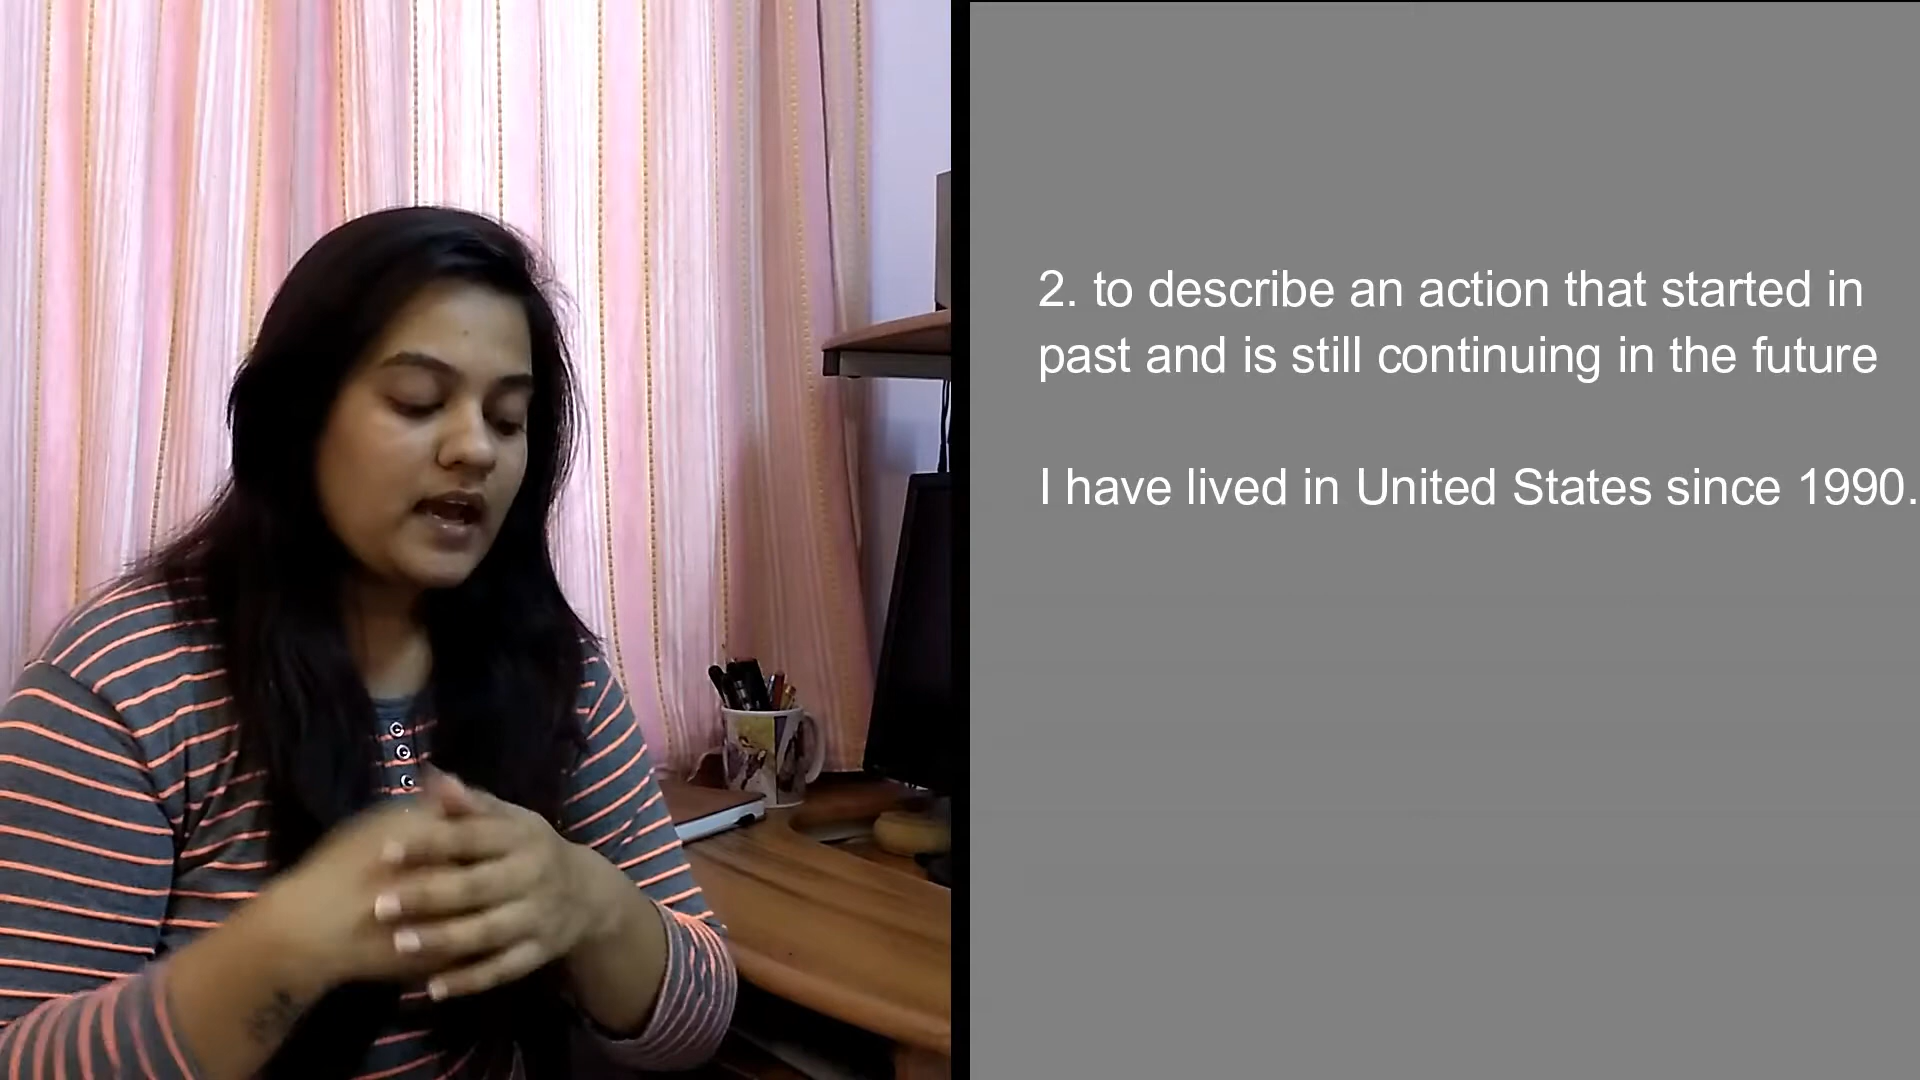 2. to describe an action that started in
past and is still continuing in the future
I have lived in United States since 1990.